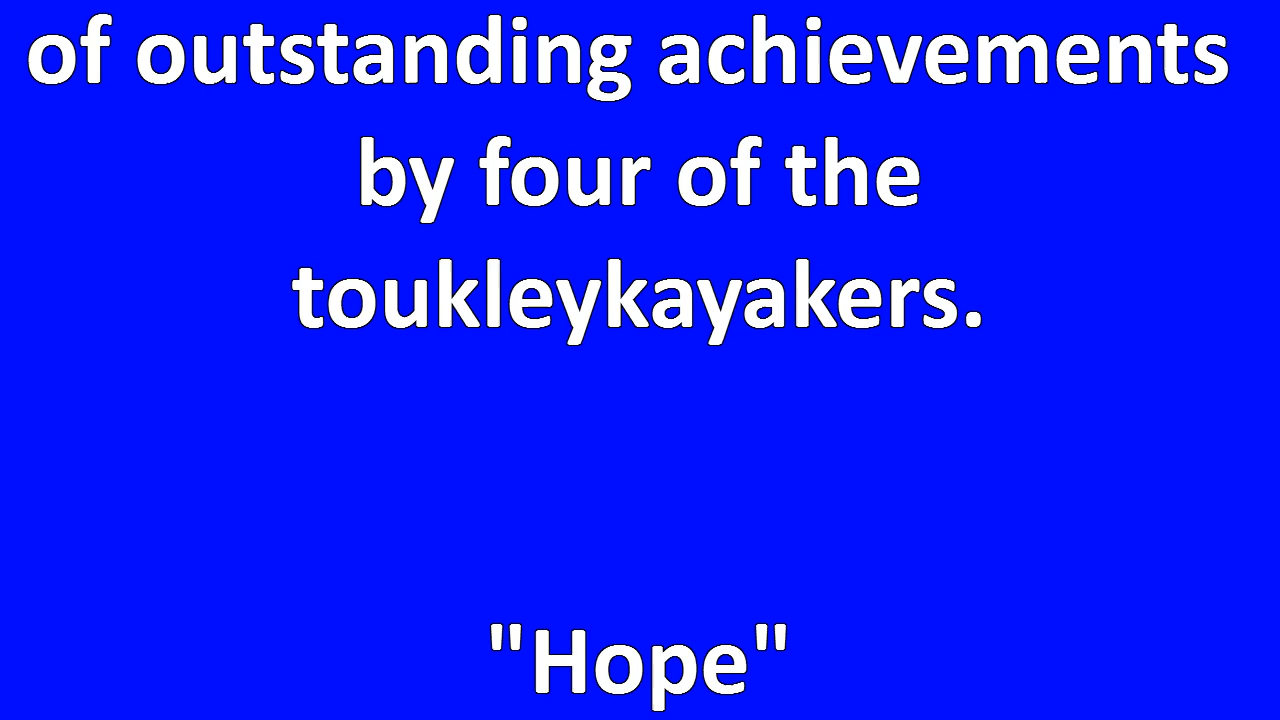 of outstanding achievements
by four of the
toukleykayakers.
"Hope"